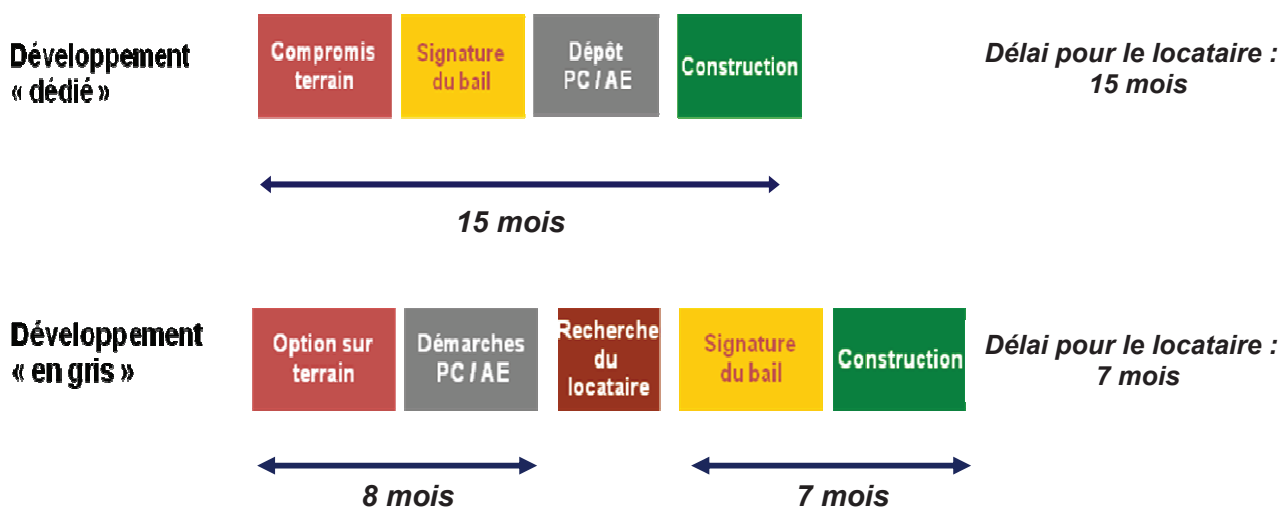 Développement
« dédié »
Compromis
terrain
Signature
du bail
Dépôt
PC / AE
Construction
Délai pour le locataire :
15 mois
15 mois
Développement
« en gris »
Option sur
terrain
Démarches
PC / AE
Recherche
du
locataire
Signature
du bail
Construction
Délai pour le locataire :
7 mois
8 mois
7 mois